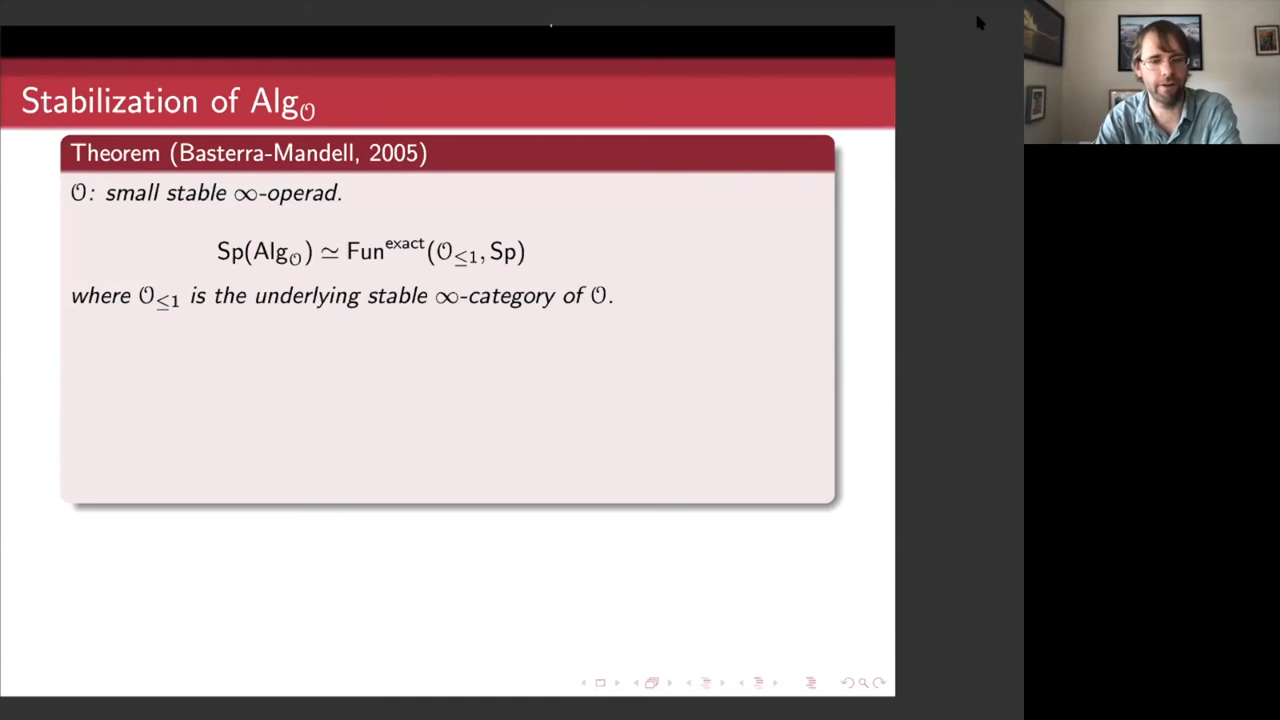 Stabilization of Alg_𝒪
Theorem (Basterra-Mandell, 2005)
𝒪: small stable ∞-operad.
Sp(Alg_𝒪) ≃ Fun^exact(𝒪_≤1, Sp)
where 𝒪_≤1 is the underlying stable ∞-category of 𝒪.